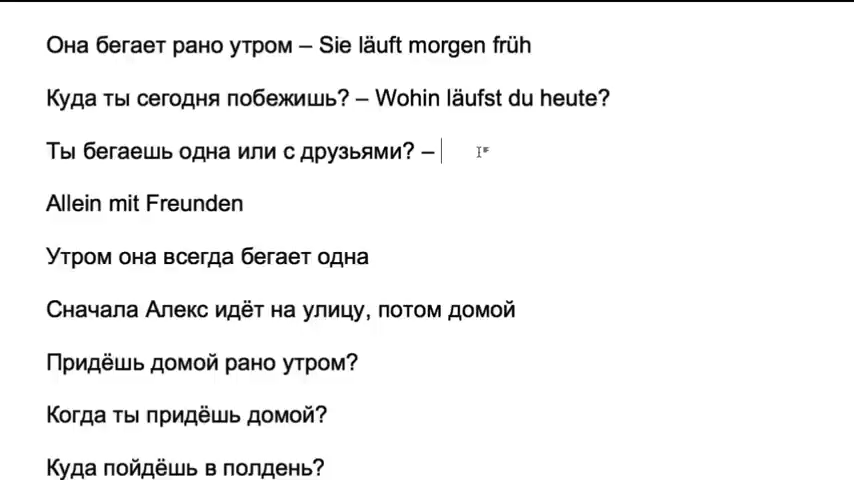 Она бегает рано утром – Sie läuft morgen früh
Куда ты сегодня побежишь? – Wohin läufst du heute?
Ты бегаешь одна или с друзьями? –
Allein mit Freunden
Утром она всегда бегает одна
Сначала Алекс идёт на улицу, потом домой
Придёшь домой рано утром?
Когда ты придёшь домой?
Куда пойдёшь в полдень?